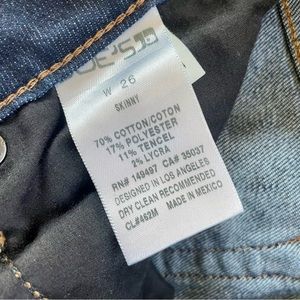 OE'S
W 26
SKINNY
70% COTTON/COTON
17% POLYESTER
11% TENCEL
2% LYCRA
RN# 149497 CA# 35037
DESIGNED IN LOS ANGELES
DRY CLEAN RECOMMENDED
MADE IN MEXICO
CL#462M